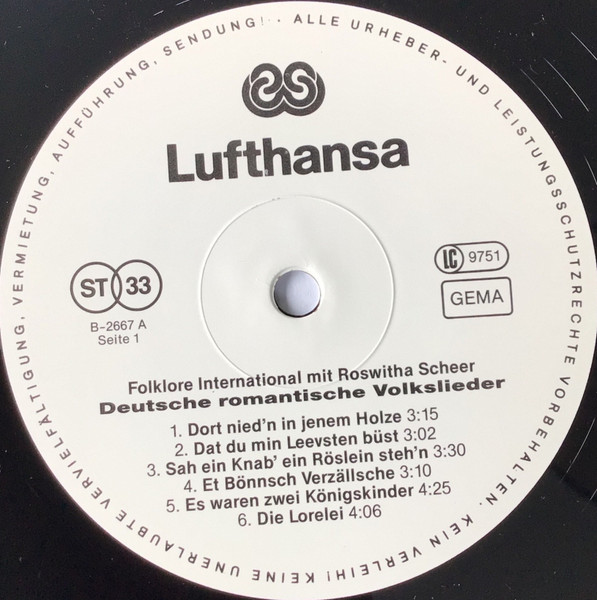 ALLE URHEBER- UND LEISTUNGSSCHUTZRECHTE VORBEHALTEN. KEIN VERLEIH! KEINE UNERLAUBTE VERVIELFÄLTIGUNG, VERMIETUNG, AUFFÜHRUNG, SENDUNG! ·
Lufthansa
ST 33
LC 9751
GEMA
B-2667 A
Seite 1
Folklore International mit Roswitha Scheer
Deutsche romantische Volkslieder
1. Dort nied'n in jenem Holze 3:15
2. Dat du min Leevsten büst 3:02
3. Sah ein Knab' ein Röslein steh'n 3:30
4. Et Bönnsch Verzällsche 3:10
5. Es waren zwei Königskinder 4:25
6. Die Lorelei 4:06